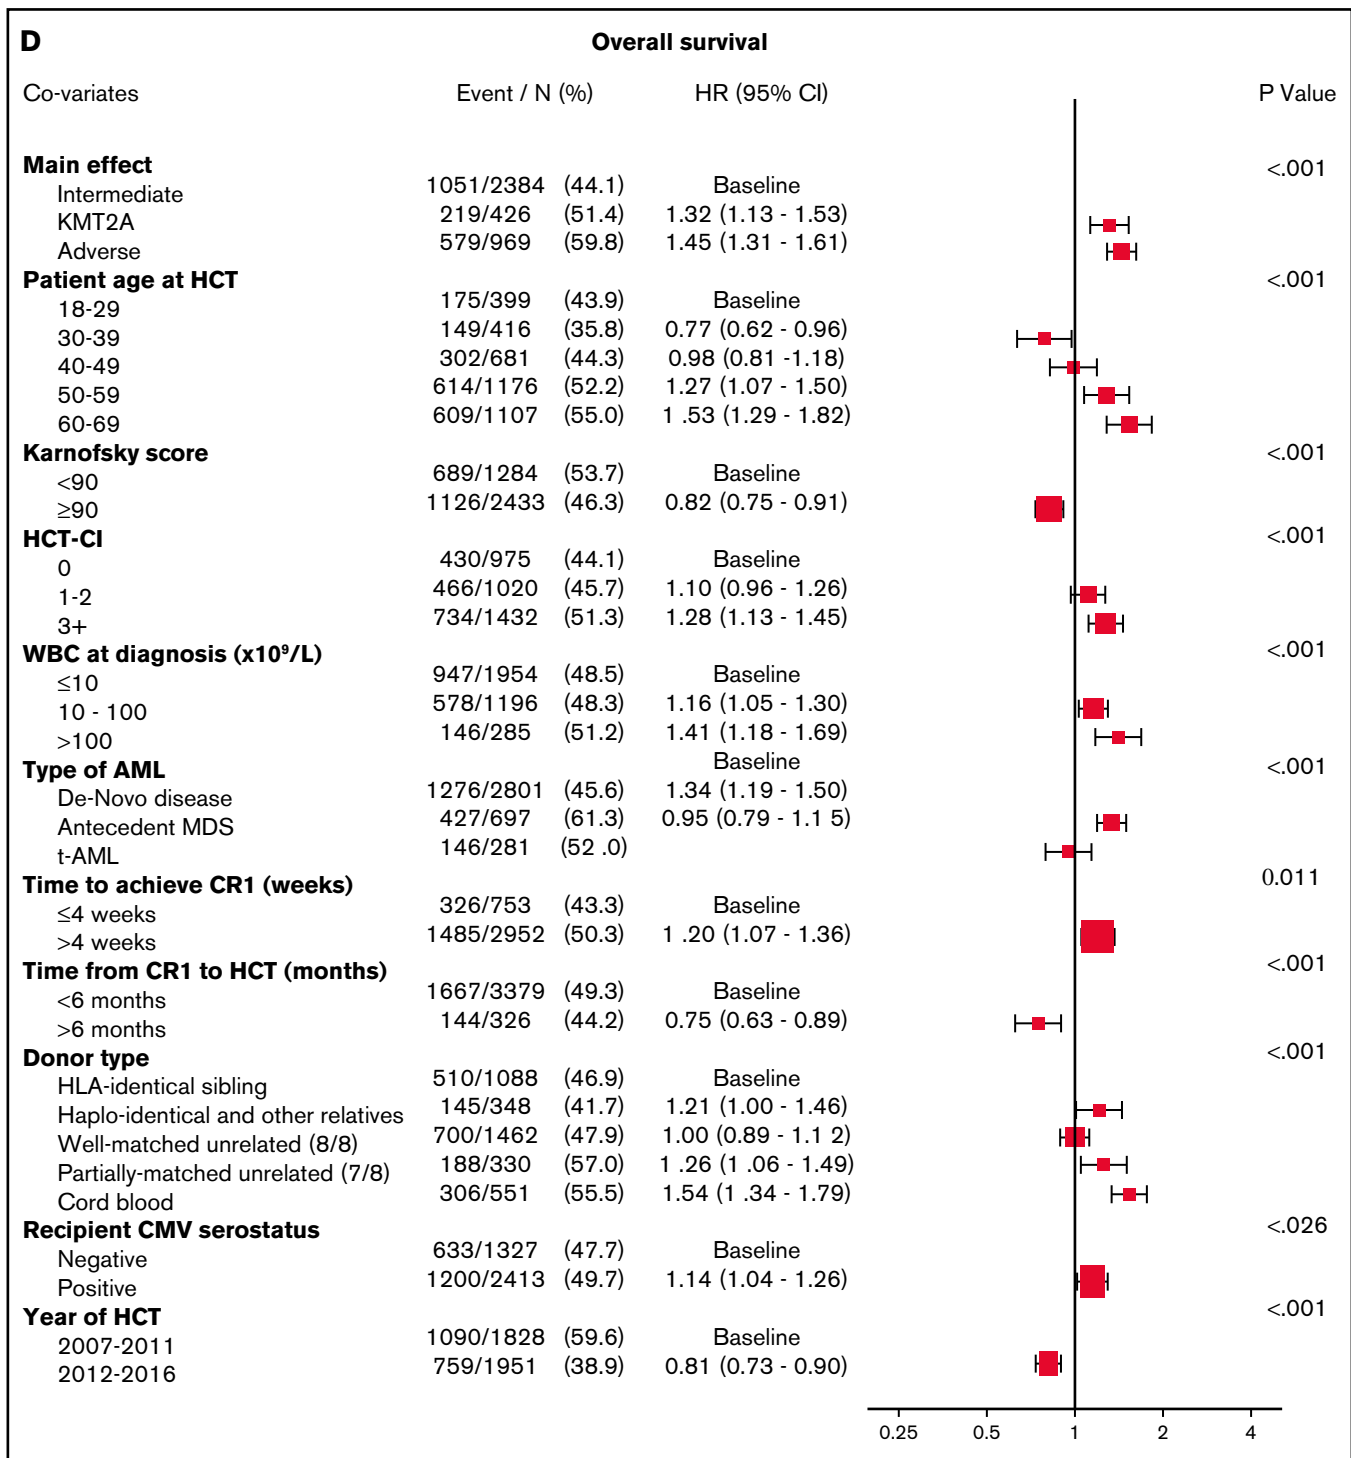 D Overall survival
Co-variates Event / N (%) HR (95% CI) P Value
Main effect <.001
Intermediate 1051/2384 (44.1) Baseline
KMT2A 219/426 (51.4) 1.32 (1.13 - 1.53)
Adverse 579/969 (59.8) 1.45 (1.31 - 1.61)
Patient age at HCT <.001
18-29 175/399 (43.9) Baseline
30-39 149/416 (35.8) 0.77 (0.62 - 0.96)
40-49 302/681 (44.3) 0.98 (0.81 -1.18)
50-59 614/1176 (52.2) 1.27 (1.07 - 1.50)
60-69 609/1107 (55.0) 1 .53 (1.29 - 1.82)
Karnofsky score <.001
<90 689/1284 (53.7) Baseline
≥90 1126/2433 (46.3) 0.82 (0.75 - 0.91)
HCT-CI <.001
0 430/975 (44.1) Baseline
1-2 466/1020 (45.7) 1.10 (0.96 - 1.26)
3+ 734/1432 (51.3) 1.28 (1.13 - 1.45)
WBC at diagnosis (x10⁹/L) <.001
≤10 947/1954 (48.5) Baseline
10 - 100 578/1196 (48.3) 1.16 (1.05 - 1.30)
>100 146/285 (51.2) 1.41 (1.18 - 1.69)
Type of AML Baseline <.001
De-Novo disease 1276/2801 (45.6) 1.34 (1.19 - 1.50)
Antecedent MDS 427/697 (61.3) 0.95 (0.79 - 1.1 5)
t-AML 146/281 (52 .0)
Time to achieve CR1 (weeks) 0.011
≤4 weeks 326/753 (43.3) Baseline
>4 weeks 1485/2952 (50.3) 1 .20 (1.07 - 1.36)
Time from CR1 to HCT (months) <.001
<6 months 1667/3379 (49.3) Baseline
>6 months 144/326 (44.2) 0.75 (0.63 - 0.89)
Donor type <.001
HLA-identical sibling 510/1088 (46.9) Baseline
Haplo-identical and other relatives 145/348 (41.7) 1.21 (1.00 - 1.46)
Well-matched unrelated (8/8) 700/1462 (47.9) 1.00 (0.89 - 1.1 2)
Partially-matched unrelated (7/8) 188/330 (57.0) 1 .26 (1 .06 - 1.49)
Cord blood 306/551 (55.5) 1.54 (1 .34 - 1.79)
Recipient CMV serostatus <.026
Negative 633/1327 (47.7) Baseline
Positive 1200/2413 (49.7) 1.14 (1.04 - 1.26)
Year of HCT <.001
2007-2011 1090/1828 (59.6) Baseline
2012-2016 759/1951 (38.9) 0.81 (0.73 - 0.90)
0.25 0.5 1 2 4